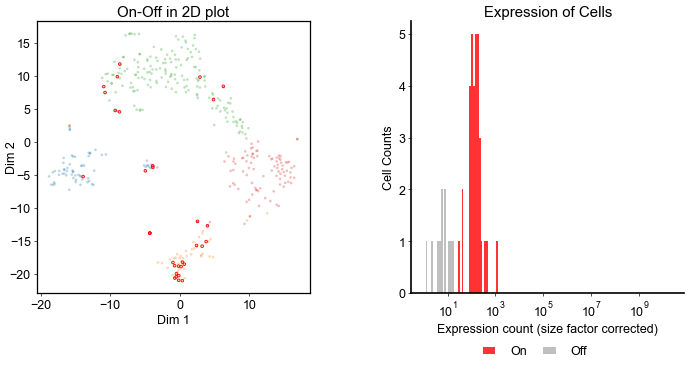 On-Off in 2D plot
Dim 2
15
10
5
0
−5
−10
−15
−20
−20 −10 0 10
Dim 1
Expression of Cells
Cell Counts
5
4
3
2
1
0
10^1 10^3 10^5 10^7 10^9
Expression count (size factor corrected)
On Off